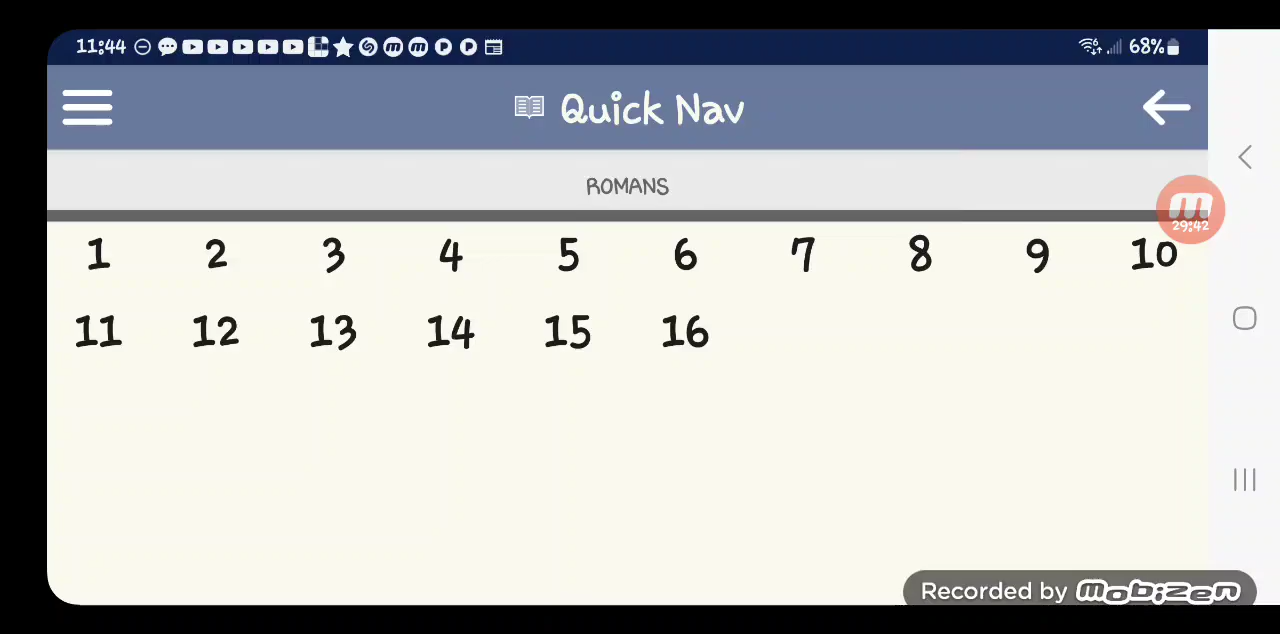 11:44 68%
Quick Nav
ROMANS
29:42
1 2 3 4 5 6 7 8 9 10
11 12 13 14 15 16
Recorded by mobizen